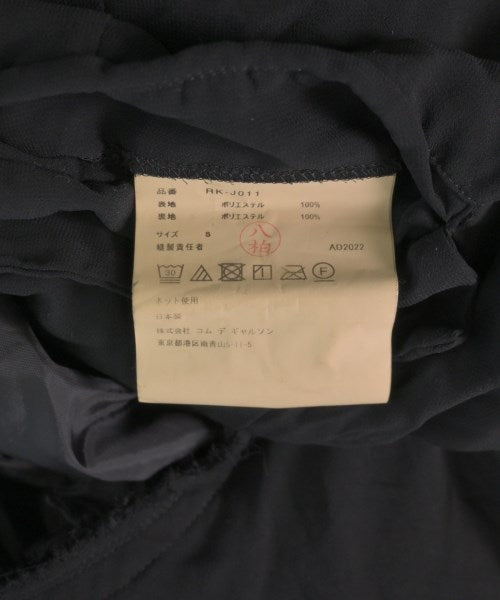 品番 RK-J011
表地 ポリエステル 100%
裏地 ポリエステル 100%
サイズ S
縫製責任者 八柏 AD2022
30 1 F
ネット使用
日本製
株式会社 コム デ ギャルソン
東京都港区南青山5-11-5